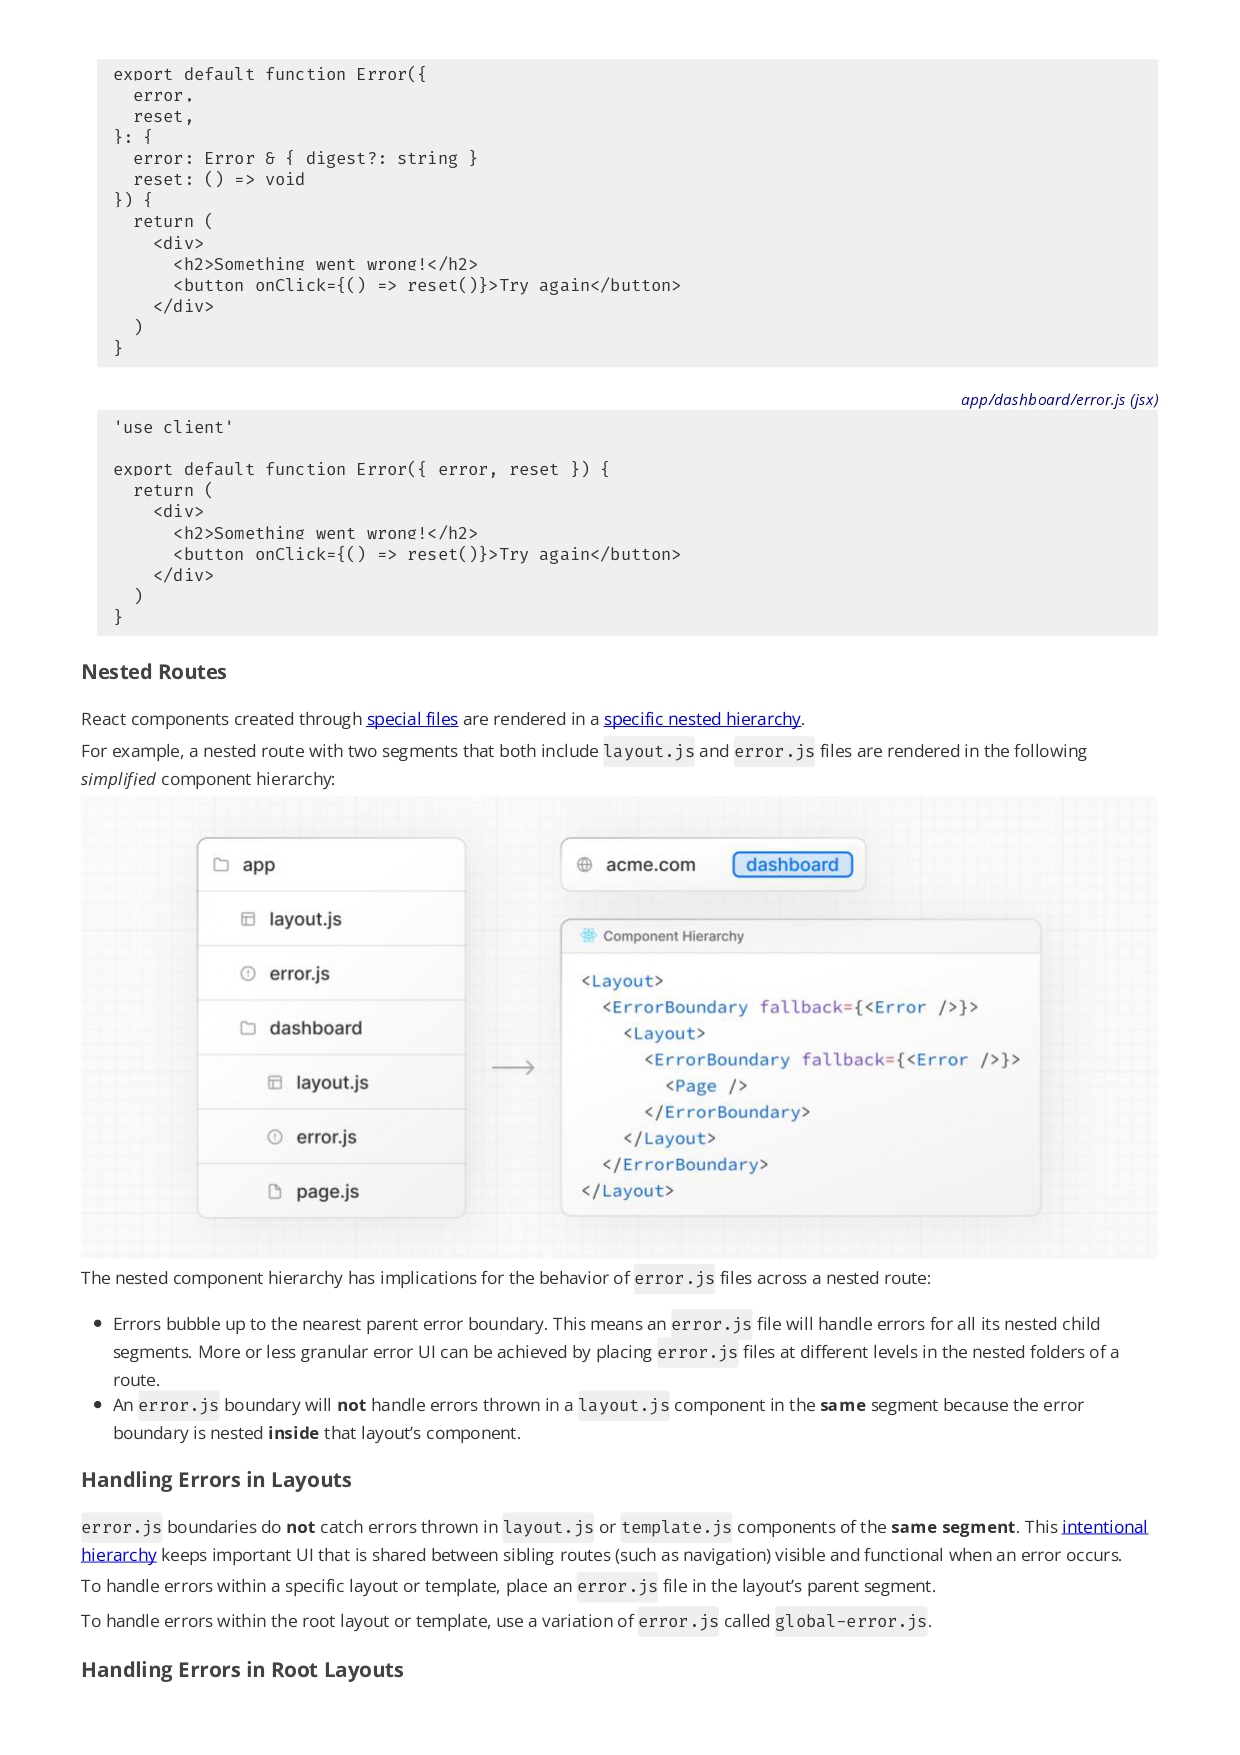 export default function Error({
  error,
  reset,
}: {
  error: Error & { digest?: string }
  reset: () => void
}) {
  return (
    <div>
      <h2>Something went wrong!</h2>
      <button onClick={() => reset()}>Try again</button>
    </div>
  )
}
app/dashboard/error.js (jsx)
'use client'
export default function Error({ error, reset }) {
  return (
    <div>
      <h2>Something went wrong!</h2>
      <button onClick={() => reset()}>Try again</button>
    </div>
  )
}
Nested Routes
React components created through special files are rendered in a specific nested hierarchy.
For example, a nested route with two segments that both include layout.js and error.js files are rendered in the following
simplified component hierarchy:
app
layout.js
error.js
dashboard
layout.js
error.js
page.js
acme.com dashboard
Component Hierarchy
<Layout>
  <ErrorBoundary fallback={<Error />}>
    <Layout>
      <ErrorBoundary fallback={<Error />}>
        <Page />
      </ErrorBoundary>
    </Layout>
  </ErrorBoundary>
</Layout>
The nested component hierarchy has implications for the behavior of error.js files across a nested route:
• Errors bubble up to the nearest parent error boundary. This means an error.js file will handle errors for all its nested child
segments. More or less granular error UI can be achieved by placing error.js files at different levels in the nested folders of a
route.
• An error.js boundary will not handle errors thrown in a layout.js component in the same segment because the error
boundary is nested inside that layout’s component.
Handling Errors in Layouts
error.js boundaries do not catch errors thrown in layout.js or template.js components of the same segment. This intentional
hierarchy keeps important UI that is shared between sibling routes (such as navigation) visible and functional when an error occurs.
To handle errors within a specific layout or template, place an error.js file in the layout’s parent segment.
To handle errors within the root layout or template, use a variation of error.js called global-error.js.
Handling Errors in Root Layouts